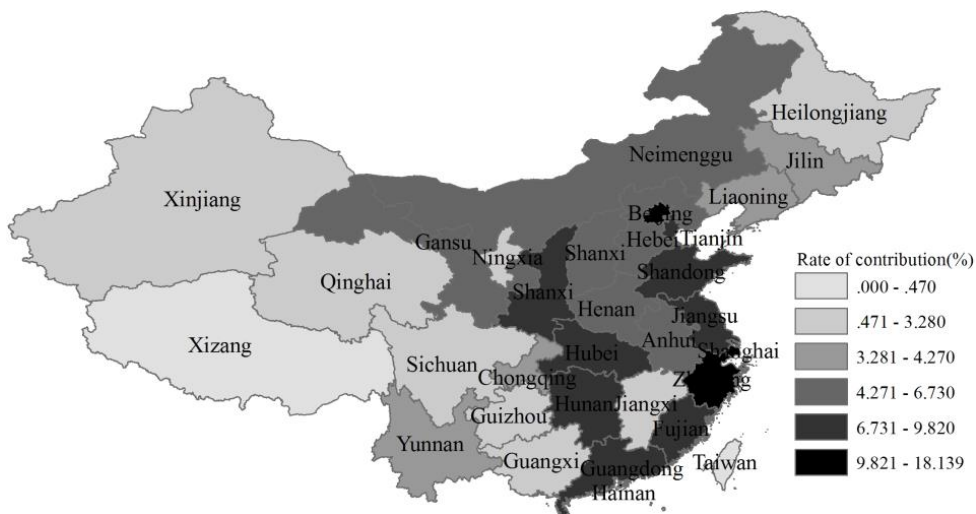 Heilongjiang
Neimenggu
Jilin
Xinjiang
Liaoning
Beijing
Gansu
Hebei
Tianjin
Ningxia
Shanxi
Rate of contribution(%)
Shandong
Qinghai
.000 - .470
Shanxi
Henan
Jiangsu
.471 - 3.280
Xizang
Anhui
Shanghai
Hubei
3.281 - 4.270
Sichuan
Chongqing
4.271 - 6.730
Hunan
Jiangxi
Guizhou
Fujian
6.731 - 9.820
Yunnan
Guangxi
Guangdong
Taiwan
9.821 - 18.139
Hainan